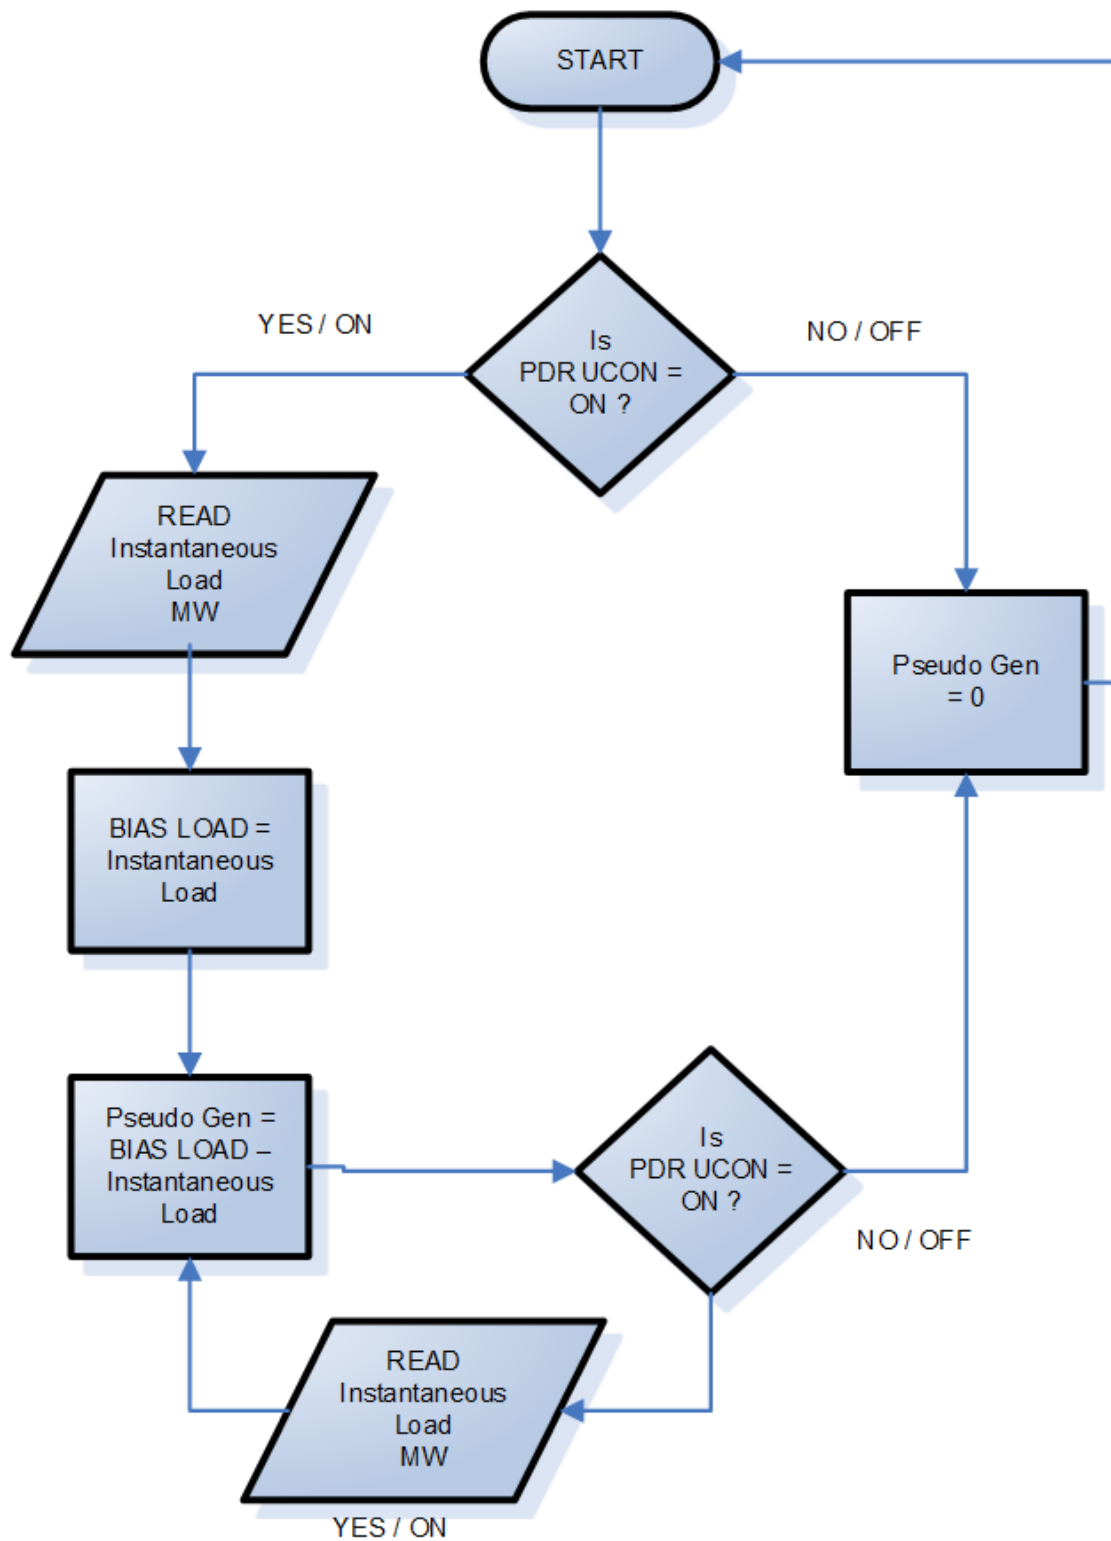 START
YES / ON
NO / OFF
Is
PDR UCON =
ON ?
READ
Instantaneous
Load
MW
Pseudo Gen
= 0
BIAS LOAD =
Instantaneous
Load
Pseudo Gen =
BIAS LOAD –
Instantaneous
Load
Is
PDR UCON =
ON ?
NO / OFF
READ
Instantaneous
Load
MW
YES / ON